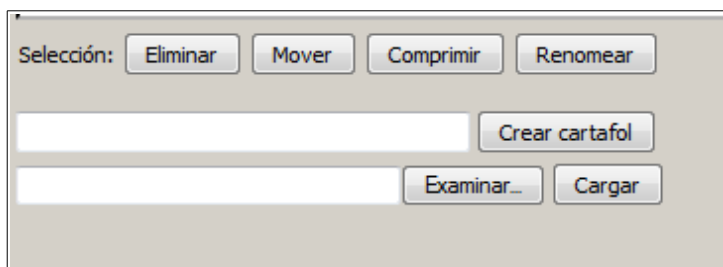 Selección: Eliminar Mover Comprimir Renomear
Crear cartafol
Examinar... Cargar